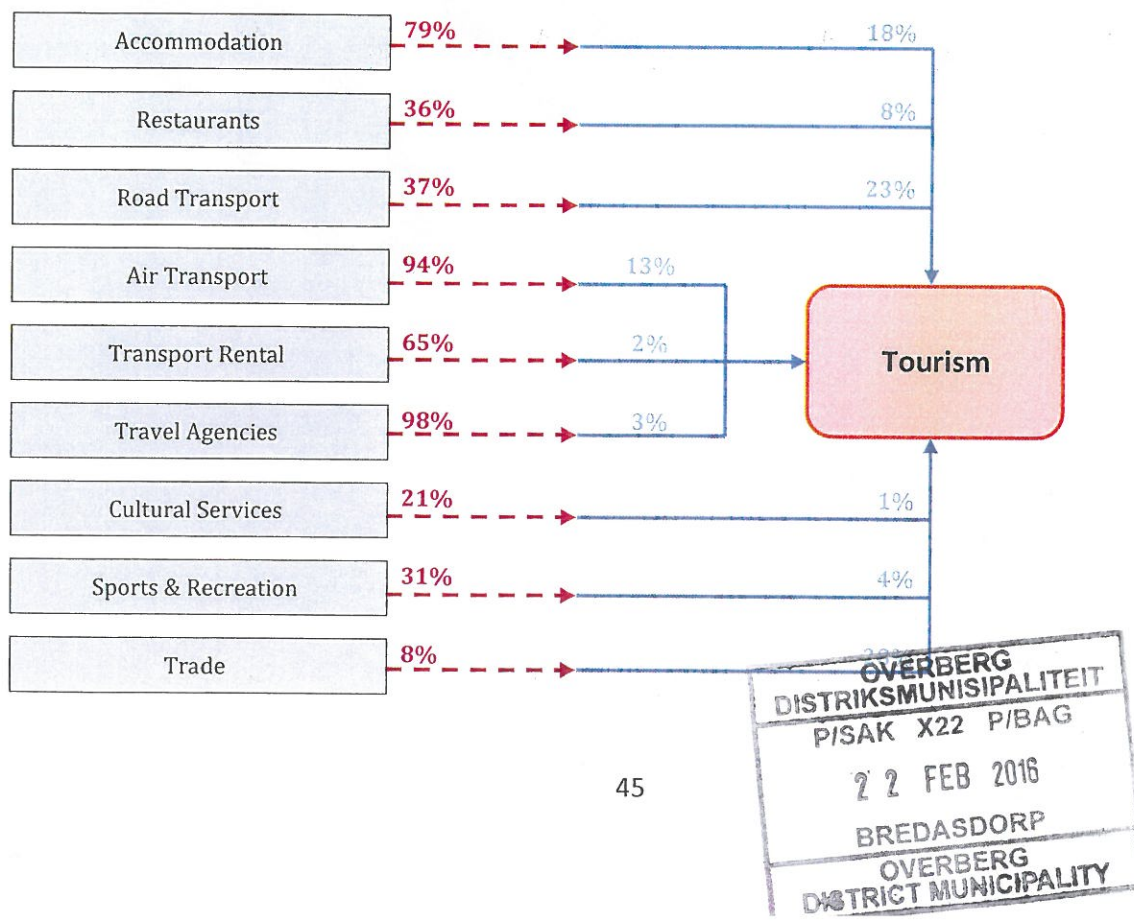 Accommodation 79% 18%
Restaurants 36% 8%
Road Transport 37% 23%
Air Transport 94% 13%
Transport Rental 65% 2%
Tourism
Travel Agencies 98% 3%
Cultural Services 21% 1%
Sports & Recreation 31% 4%
Trade 8%
OVERBERG
DISTRIKSMUNISIPALITEIT
P/SAK X22 P/BAG
45
22 FEB 2016
BREDASDORP
OVERBERG
DISTRICT MUNICIPALITY